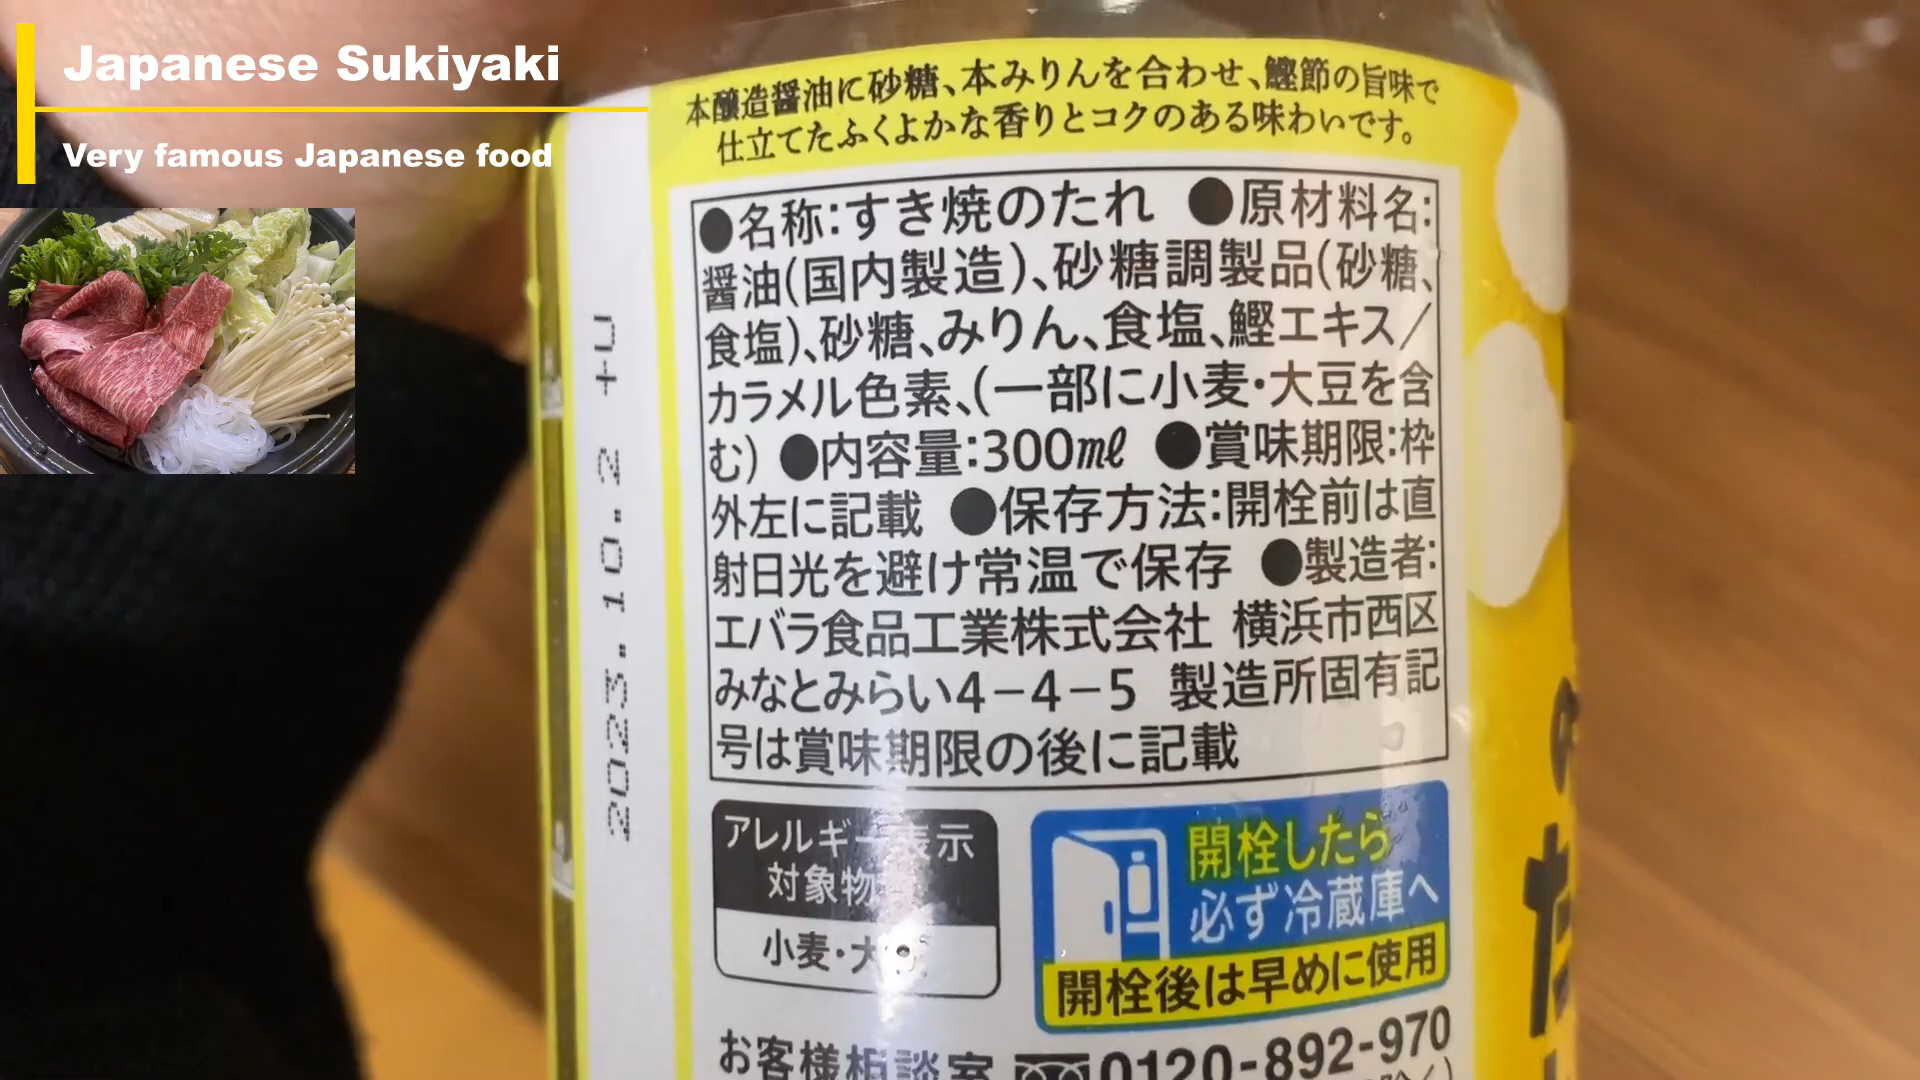 Japanese Sukiyaki
Very famous Japanese food
本醸造醤油に砂糖、本みりんを合わせ、鰹節の旨味で
仕立てたふくよかな香りとコクのある味わいです。
●名称:すき焼のたれ ●原材料名:
醤油(国内製造)、砂糖調製品(砂糖、
食塩)、砂糖、みりん、食塩、鰹エキス/
カラメル色素、(一部に小麦・大豆を含
む) ●内容量:300mℓ ●賞味期限:枠
外左に記載 ●保存方法:開栓前は直
射日光を避け常温で保存 ●製造者:
エバラ食品工業株式会社 横浜市西区
みなとみらい4−4−5 製造所固有記
号は賞味期限の後に記載
2023.10.2
アレルギー表示
対象物
小麦・大
開栓したら
必ず冷蔵庫へ
開栓後は早めに使用
お客様相談室 0120-892-970
た